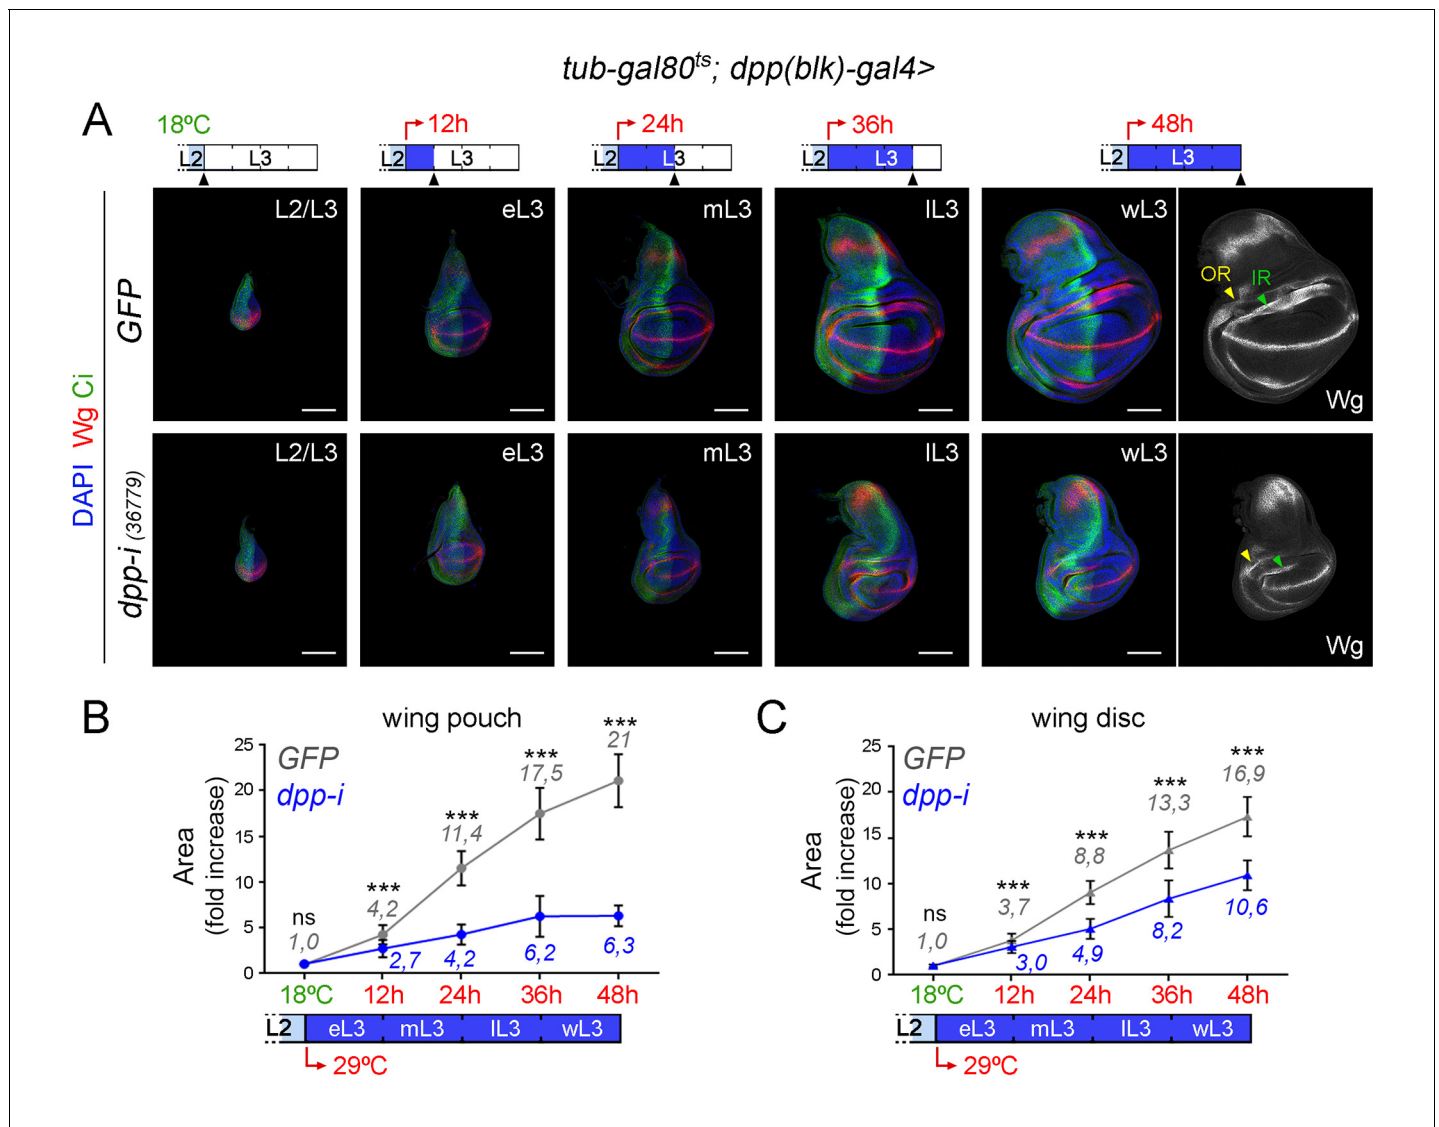 tub-gal80ts; dpp(blk)-gal4>
A
18ºC
12h
24h
36h
48h
L2 L3
L2 L3
L2 L3
L2 L3
L2 L3
DAPI Wg Ci
GFP
L2/L3
eL3
mL3
lL3
wL3
OR
IR
Wg
dpp-i (36779)
L2/L3
eL3
mL3
lL3
wL3
Wg
B
wing pouch
Area
(fold increase)
25
20
15
10
5
0
GFP
dpp-i
ns
1,0
***
4,2
***
11,4
***
17,5
***
21
2,7
4,2
6,2
6,3
18ºC 12h 24h 36h 48h
L2 eL3 mL3 lL3 wL3
29ºC
C
wing disc
Area
(fold increase)
25
20
15
10
5
0
GFP
dpp-i
ns
1,0
***
3,7
***
8,8
***
13,3
***
16,9
3,0
4,9
8,2
10,6
18ºC 12h 24h 36h 48h
L2 eL3 mL3 lL3 wL3
29ºC